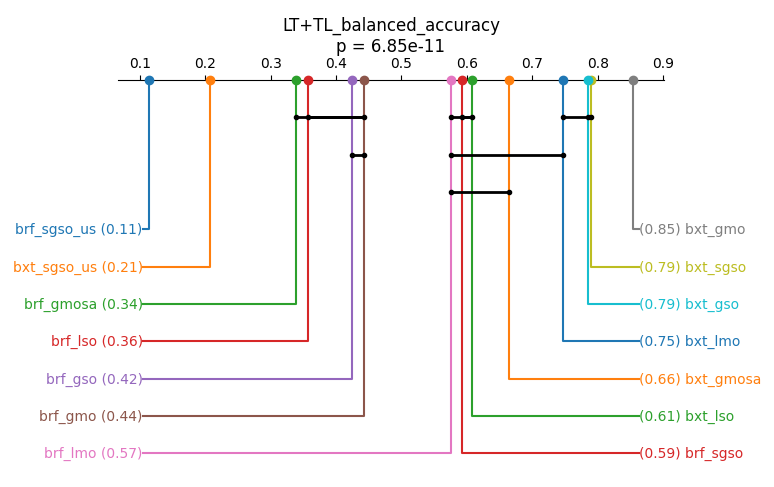 LT+TL_balanced_accuracy
p = 6.85e-11
0.1 0.2 0.3 0.4 0.5 0.6 0.7 0.8 0.9
brf_sgso_us (0.11) (0.85) bxt_gmo
bxt_sgso_us (0.21) (0.79) bxt_sgso
brf_gmosa (0.34) (0.79) bxt_gso
brf_lso (0.36) (0.75) bxt_lmo
brf_gso (0.42) (0.66) bxt_gmosa
brf_gmo (0.44) (0.61) bxt_lso
brf_lmo (0.57) (0.59) brf_sgso